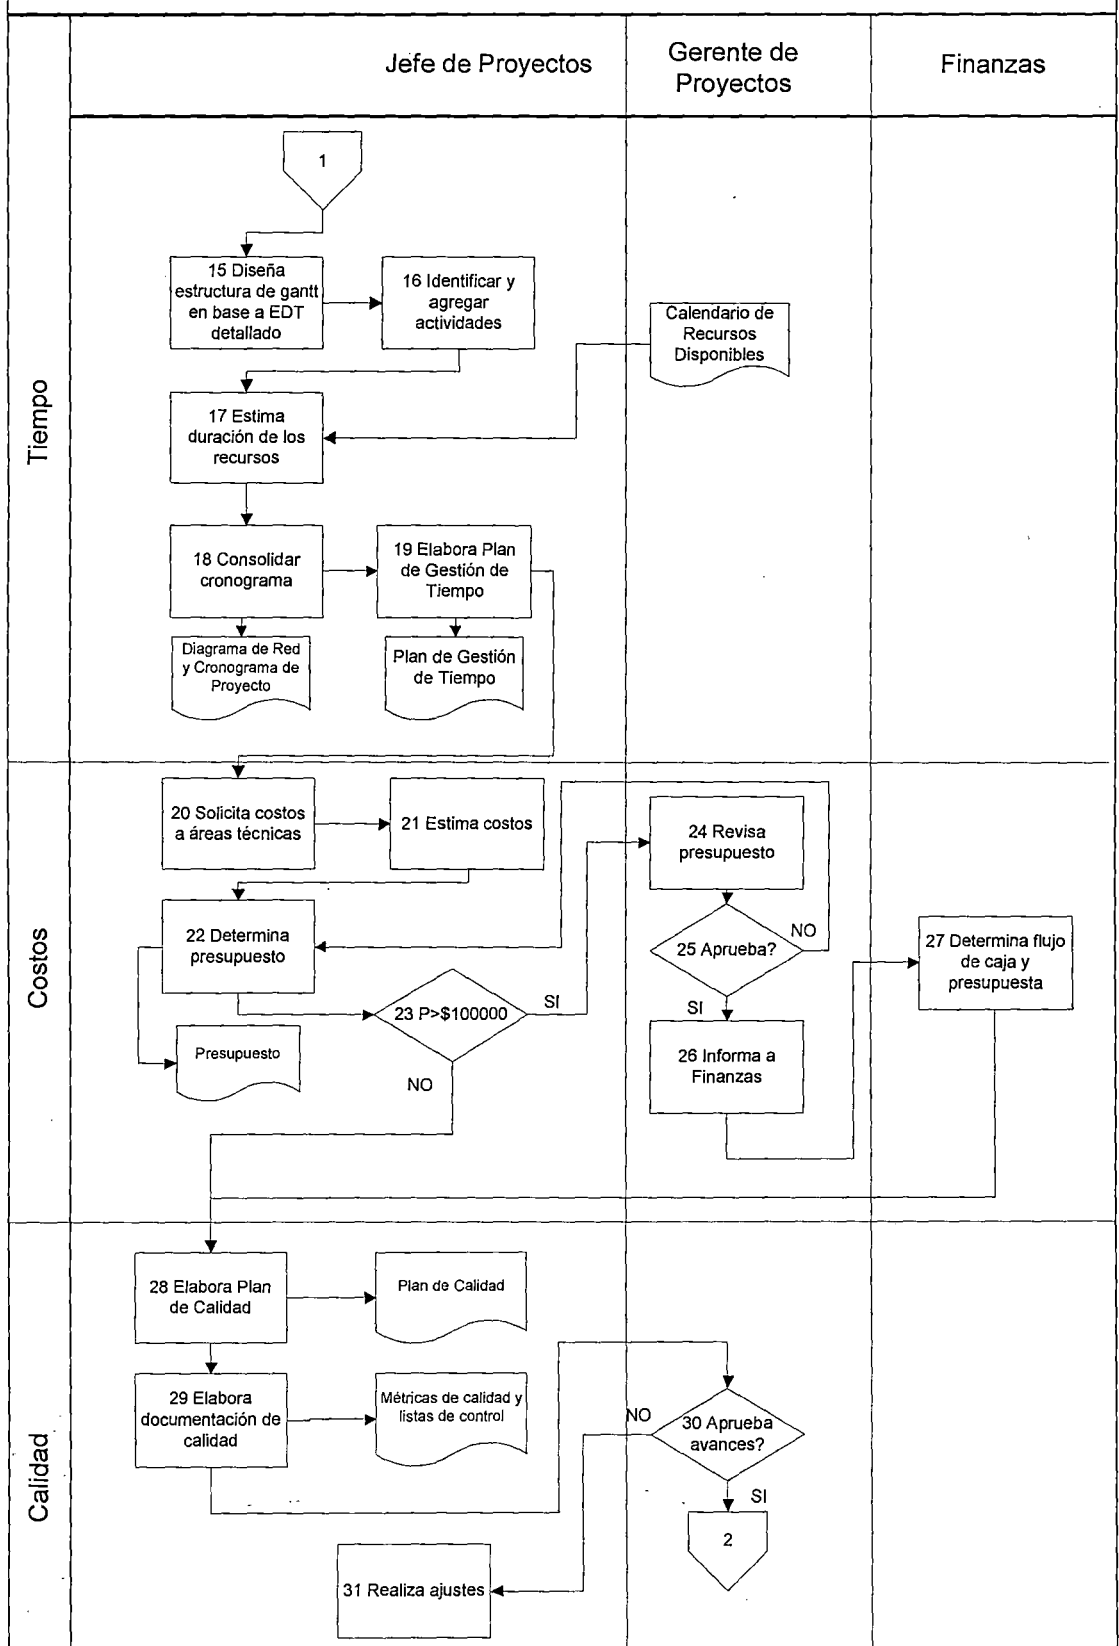 Jefe de Proyectos
Gerente de
Proyectos
Finanzas
Tiempo
1
15 Diseña
estructura de gantt
en base a EDT
detallado
16 Identificar y
agregar
actividades
Calendario de
Recursos
Disponibles
17 Estima
duración de los
recursos
18 Consolidar
cronograma
19 Elabora Plan
de Gestión de
Tiempo
Diagrama de Red
y Cronograma de
Proyecto
Plan de Gestión
de Tiempo
Costos
20 Solicita costos
a áreas técnicas
21 Estima costos
24 Revisa
presupuesto
22 Determina
presupuesto
25 Aprueba?
NO
SI
27 Determina flujo
de caja y
presupuesta
23 P>$100000
SI
NO
Presupuesto
26 Informa a
Finanzas
Calidad
28 Elabora Plan
de Calidad
Plan de Calidad
29 Elabora
documentación de
calidad
Métricas de calidad y
listas de control
NO
30 Aprueba
avances?
SI
2
31 Realiza ajustes